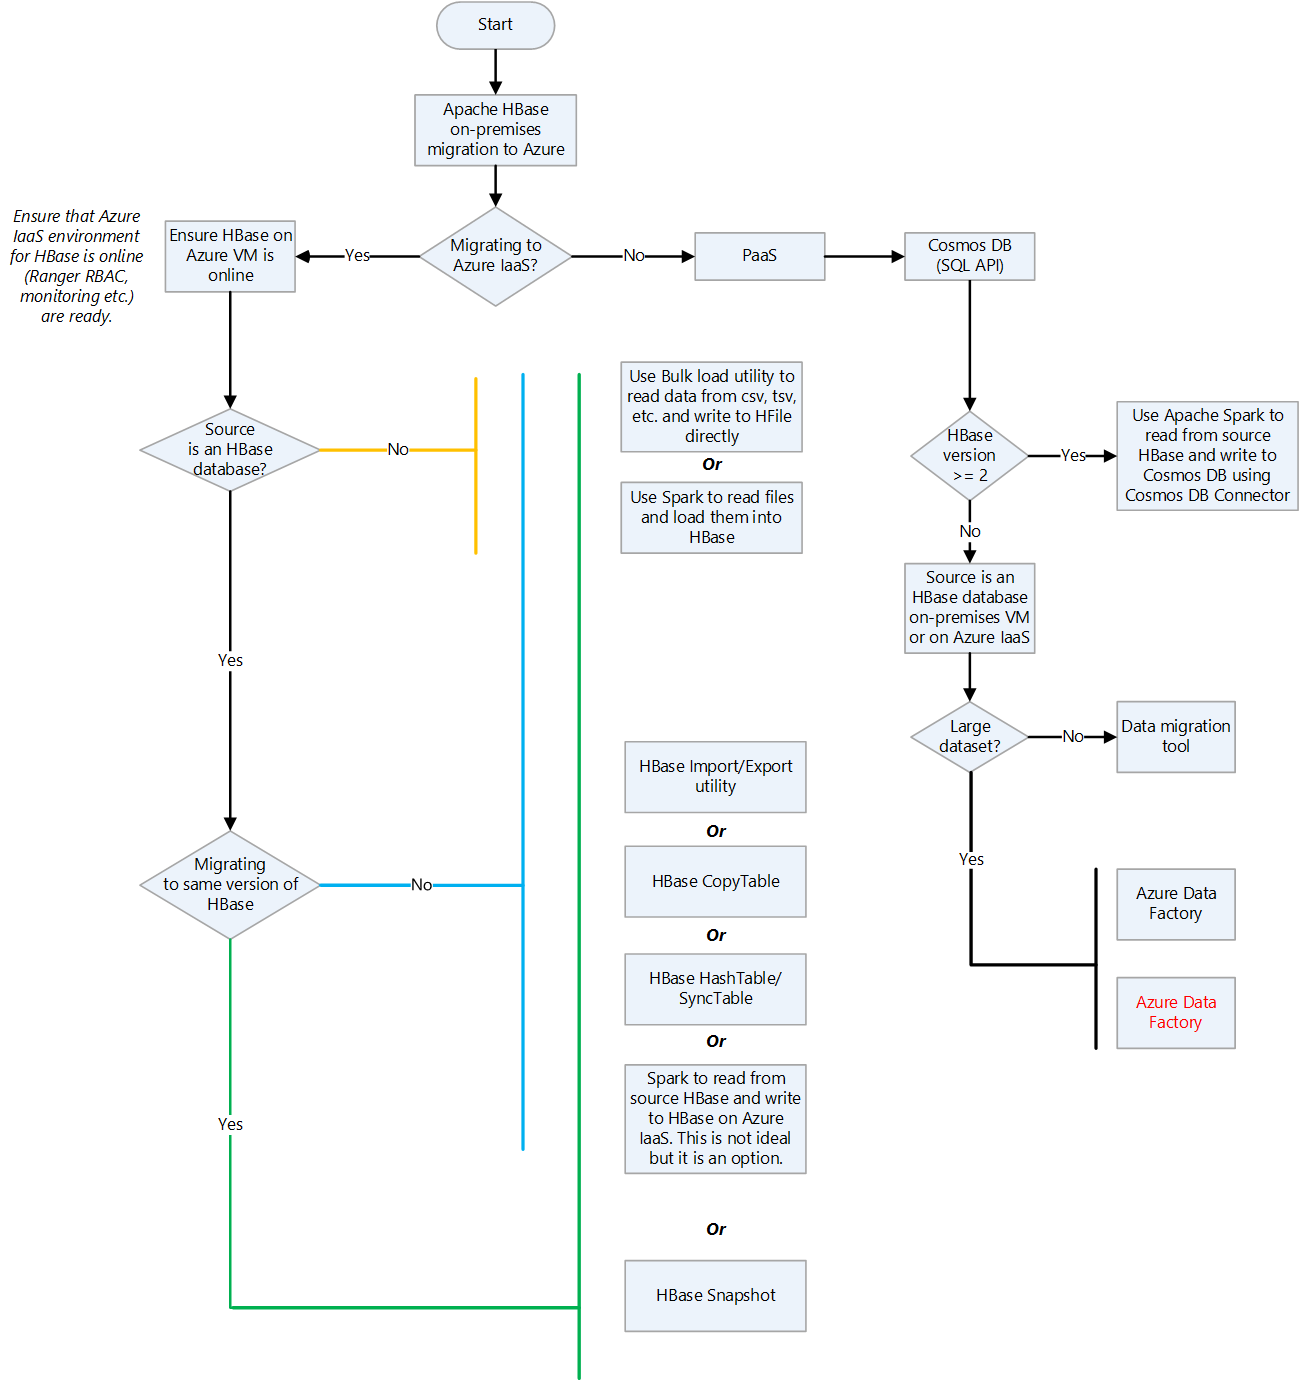 Start
Apache HBase
on-premises
migration to Azure
Ensure that Azure
IaaS environment
for HBase is online
(Ranger RBAC,
monitoring etc.)
are ready.
Ensure HBase on
Azure VM is
online
Yes
Migrating to
Azure IaaS?
No
PaaS
Cosmos DB
(SQL API)
Source
is an HBase
database?
No
Use Bulk load utility to
read data from csv, tsv,
etc. and write to HFile
directly
Or
Use Spark to read files
and load them into
HBase
HBase
version
>= 2
Yes
Use Apache Spark to
read from source
HBase and write to
Cosmos DB using
Cosmos DB Connector
No
Source is an
HBase database
on-premises VM
or on Azure IaaS
Yes
Large
dataset?
No
Data migration
tool
HBase Import/Export
utility
Or
Migrating
to same version of
HBase
No
HBase CopyTable
Or
HBase HashTable/
SyncTable
Or
Spark to read from
source HBase and write
to HBase on Azure
IaaS. This is not ideal
but it is an option.
Yes
Azure Data
Factory
Azure Data
Factory
Yes
Or
HBase Snapshot